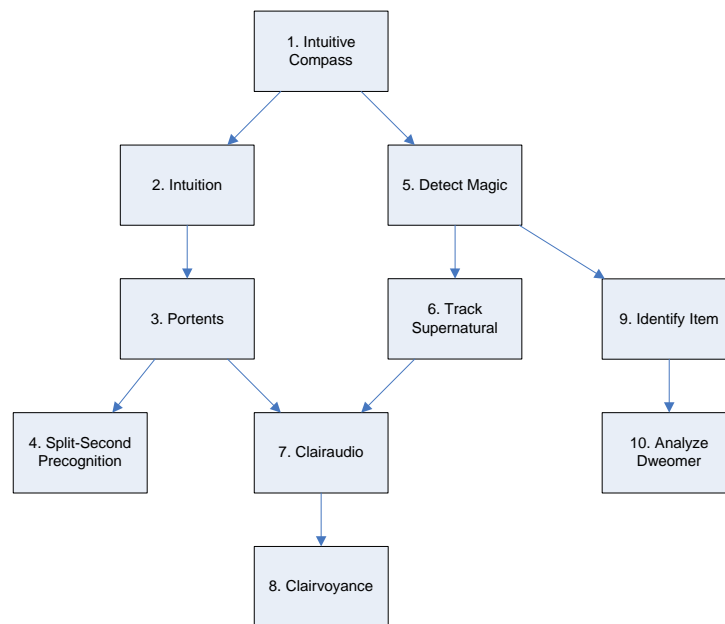 1. Intuitive
Compass
2. Intuition
5. Detect Magic
3. Portents
6. Track
Supernatural
9. Identify Item
4. Split-Second
Precognition
7. Clairaudio
10. Analyze
Dweomer
8. Clairvoyance